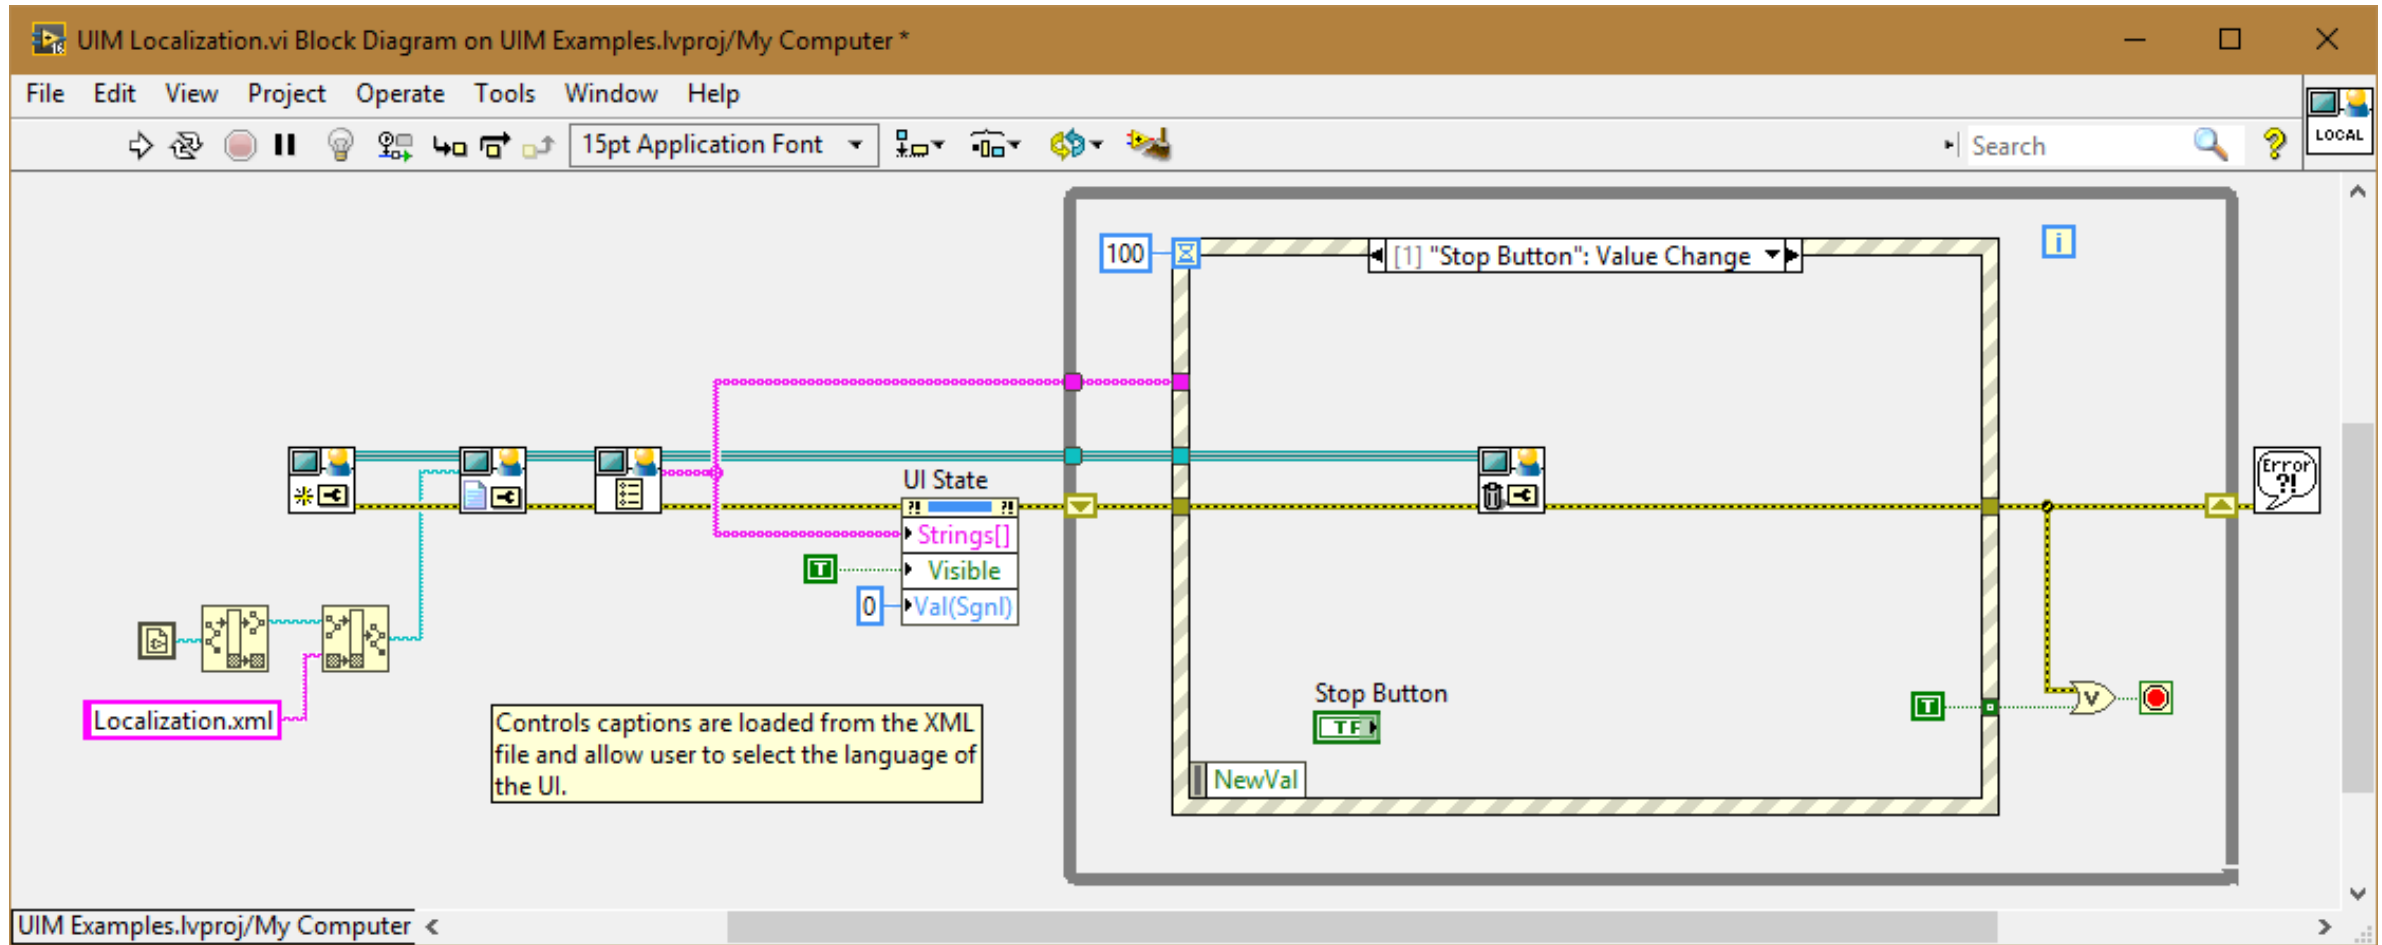 UIM Localization.vi Block Diagram on UIM Examples.lvproj/My Computer *
File Edit View Project Operate Tools Window Help
15pt Application Font
Search
LOCAL
100
[1] "Stop Button": Value Change
i
UI State
Strings[]
Visible
Val(Sgnl)
T
0
Error
?!
Localization.xml
Controls captions are loaded from the XML
file and allow user to select the language of
the UI.
Stop Button
TF
NewVal
T
V
UIM Examples.lvproj/My Computer